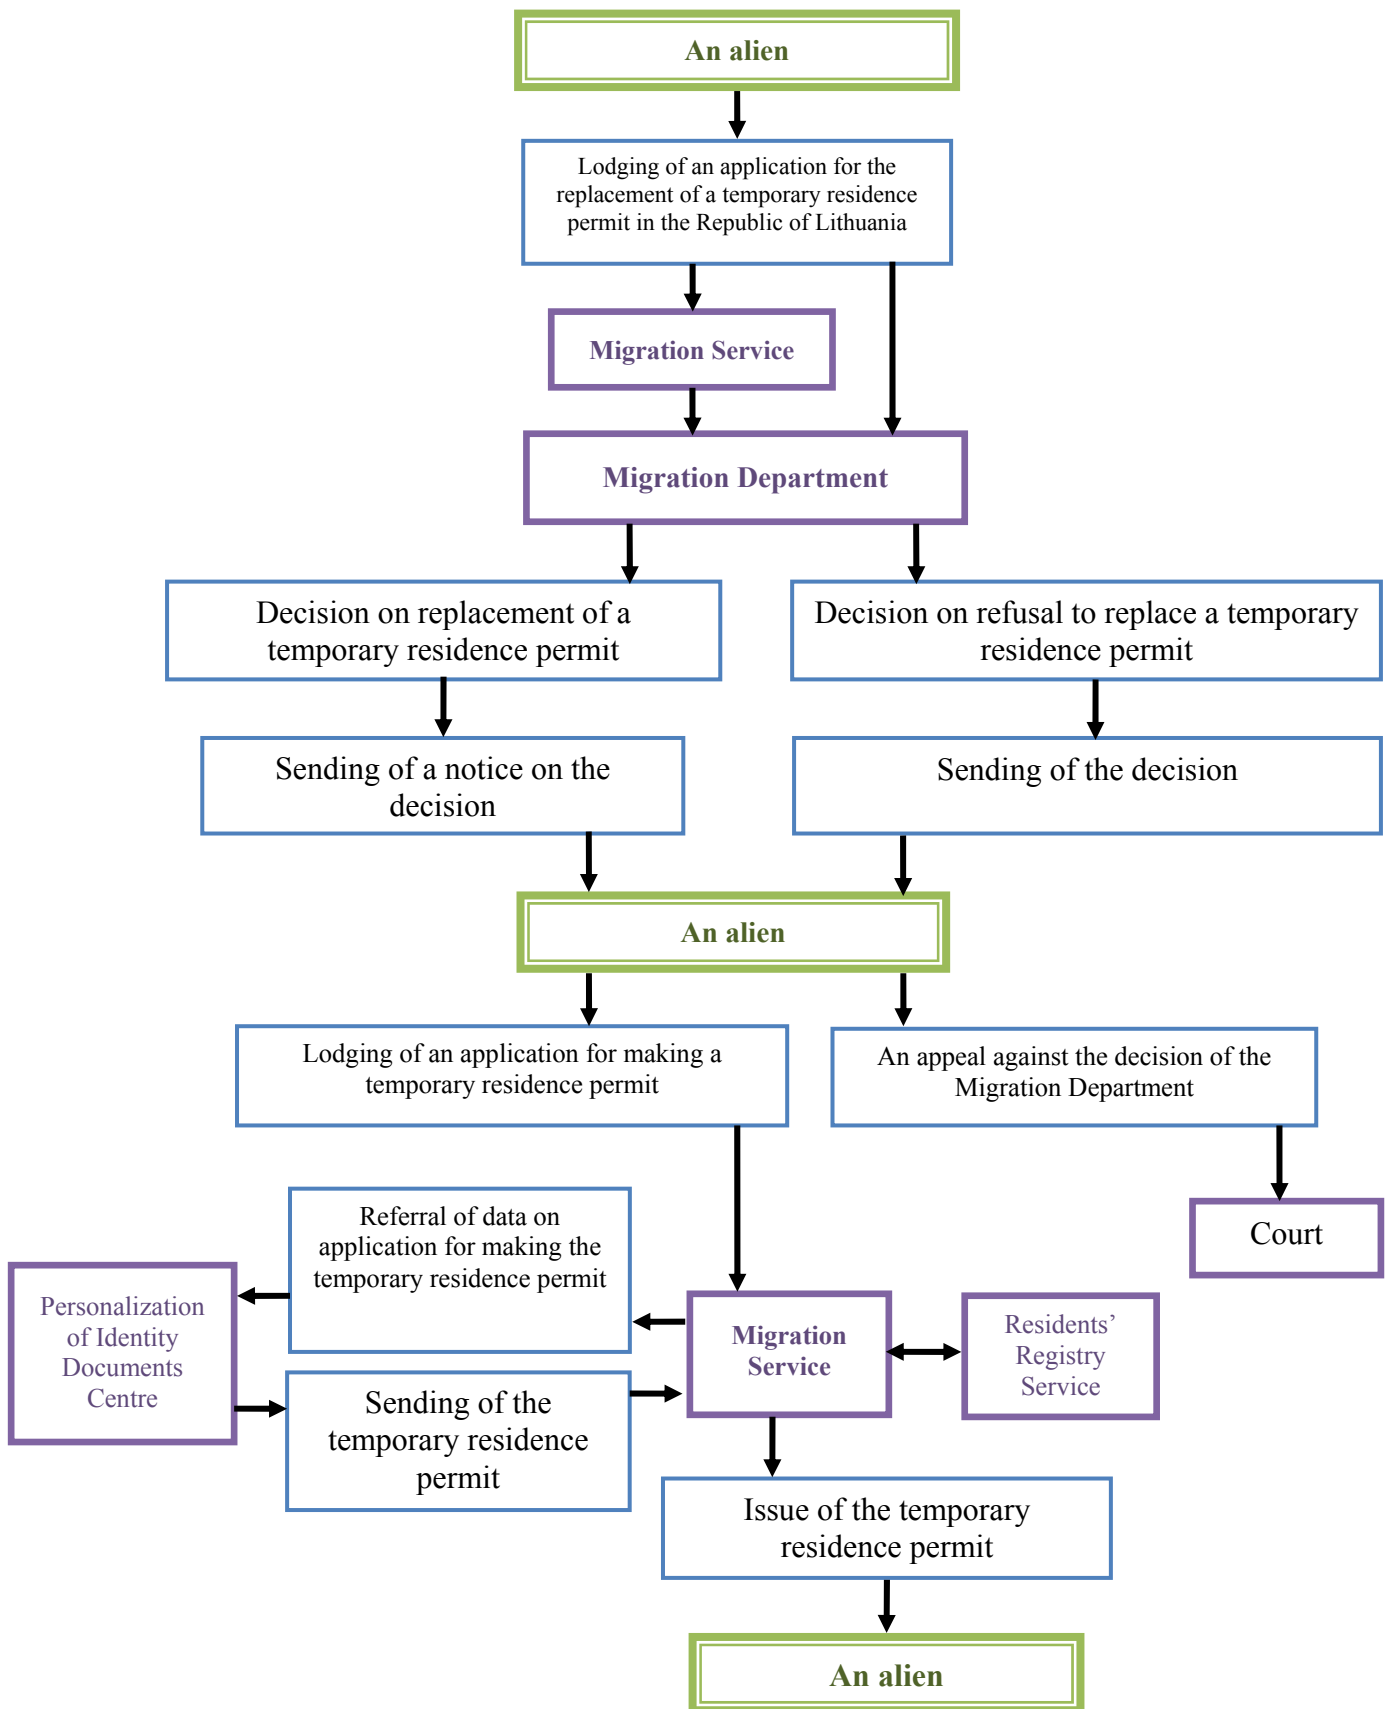 An alien
Lodging of an application for the
replacement of a temporary residence
permit in the Republic of Lithuania
Migration Service
Migration Department
Decision on replacement of a
temporary residence permit
Decision on refusal to replace a temporary
residence permit
Sending of a notice on the
decision
Sending of the decision
An alien
Lodging of an application for making a
temporary residence permit
An appeal against the decision of the
Migration Department
Referral of data on
application for making the
temporary residence permit
Court
Personalization
of Identity
Documents
Centre
Migration
Service
Residents’
Registry
Service
Sending of the
temporary residence
permit
Issue of the temporary
residence permit
An alien